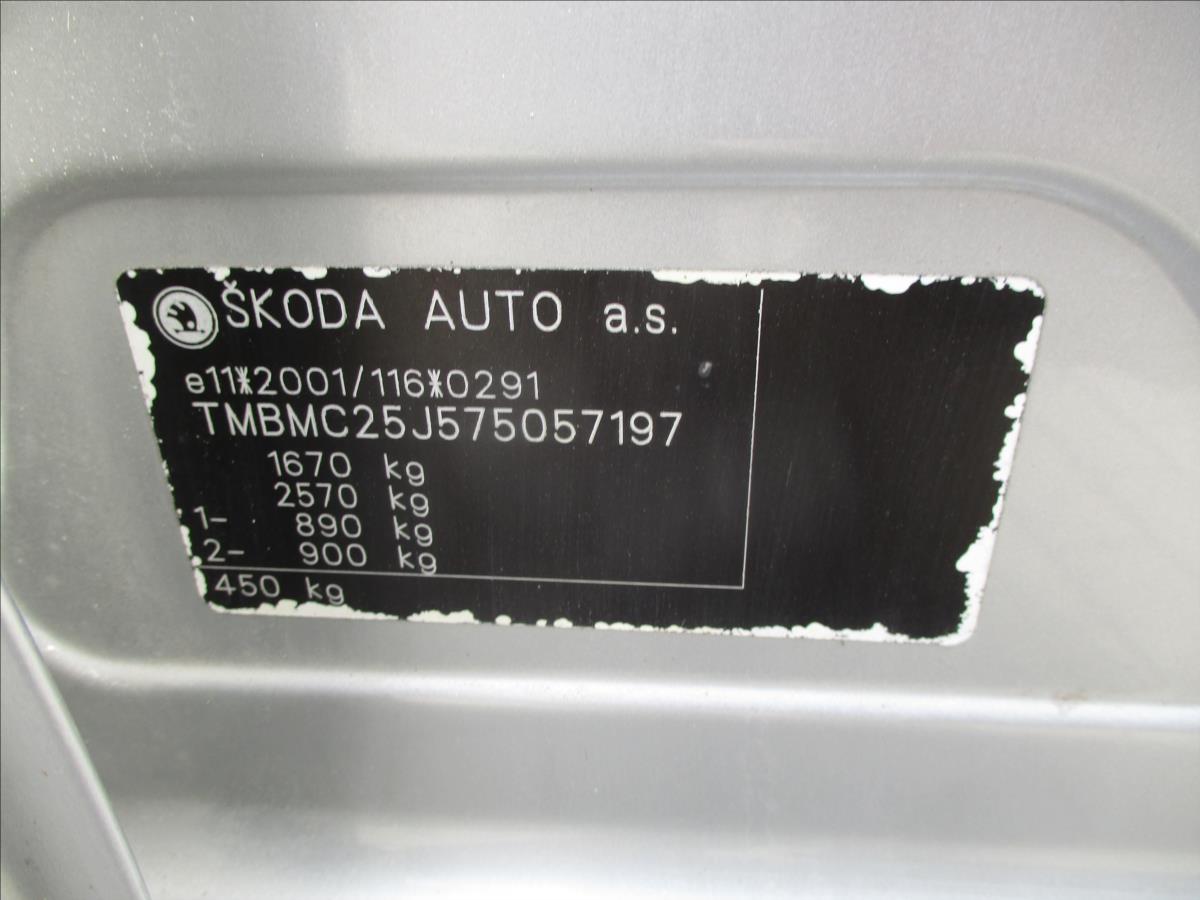 ŠKODA AUTO a.s.
e11*2001/116*0291
TMBMC25J575057197
1670 kg
2570 kg
1- 890 kg
2- 900 kg
450 kg